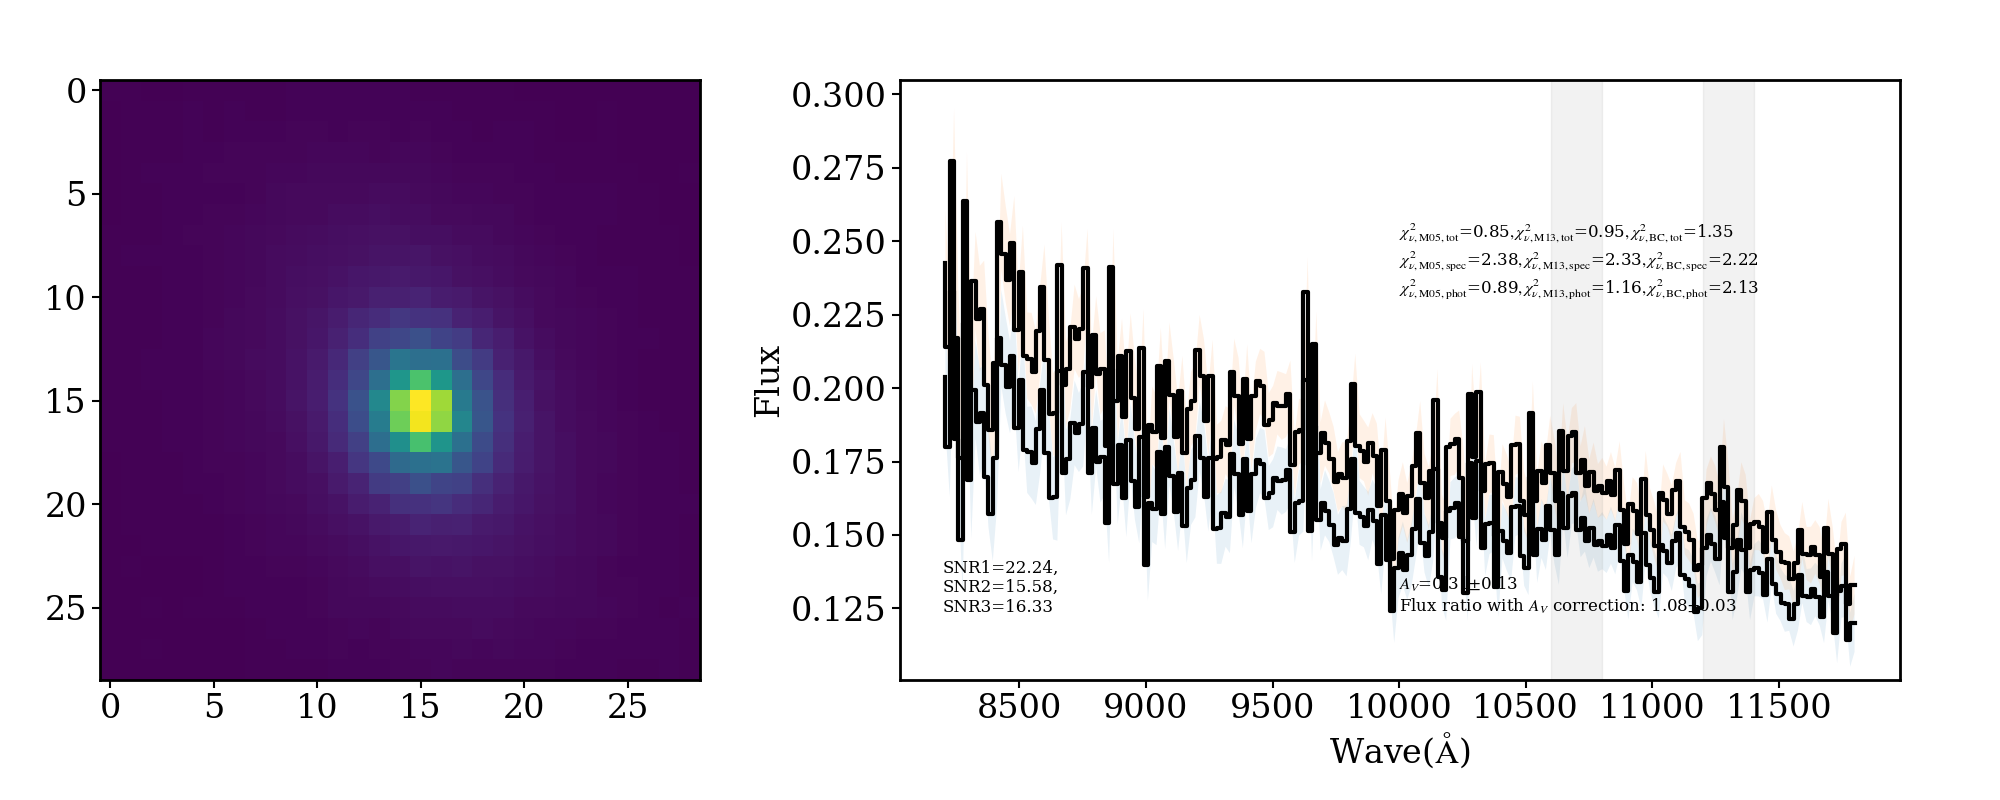 0
5
10
15
20
25
0 5 10 15 20 25
0.300
0.275
0.250
0.225
0.200
0.175
0.150
0.125
Flux
χ²ν,M05,tot=0.85,χ²ν,M13,tot=0.95,χ²ν,BC,tot=1.35
χ²ν,M05,spec=2.38,χ²ν,M13,spec=2.33,χ²ν,BC,spec=2.22
χ²ν,M05,phot=0.89,χ²ν,M13,phot=1.16,χ²ν,BC,phot=2.13
SNR1=22.24,
SNR2=15.58,
SNR3=16.33
Flux ratio with AV correction: 1.08±0.03
8500 9000 9500 10000 10500 11000 11500
Wave(Å)